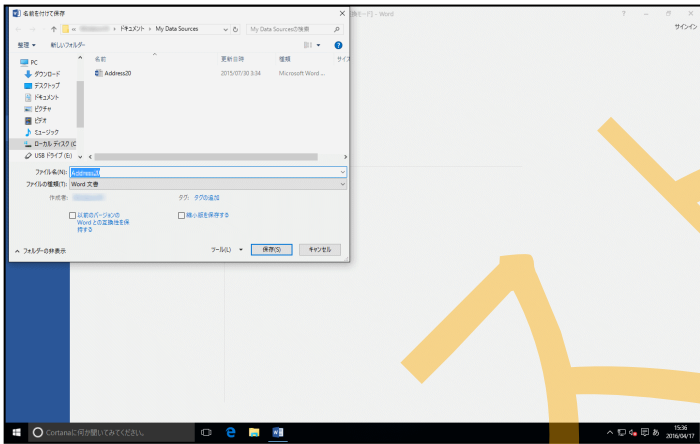 名前を付けて保存
換モード] - Word
サインイン
« ドキュメント › My Data Sources
My Data Sourcesの検索
整理 新しいフォルダー
PC
ダウンロード
デスクトップ
ドキュメント
ピクチャ
ビデオ
ミュージック
ローカル ディスク (C
USB ドライブ (E)
名前 更新日時 種類 サイズ
Address20 2015/07/30 3:34 Microsoft Word ...
ファイル名(N): Address20
ファイルの種類(T): Word 文書
作成者:
タグ: タグの追加
以前のバージョンの
Word との互換性を保
持する
縮小版を保存する
フォルダーの非表示
ツール(L) 保存(S) キャンセル
Cortanaに何か聞いてみてください。
あ
15:36
2016/04/17